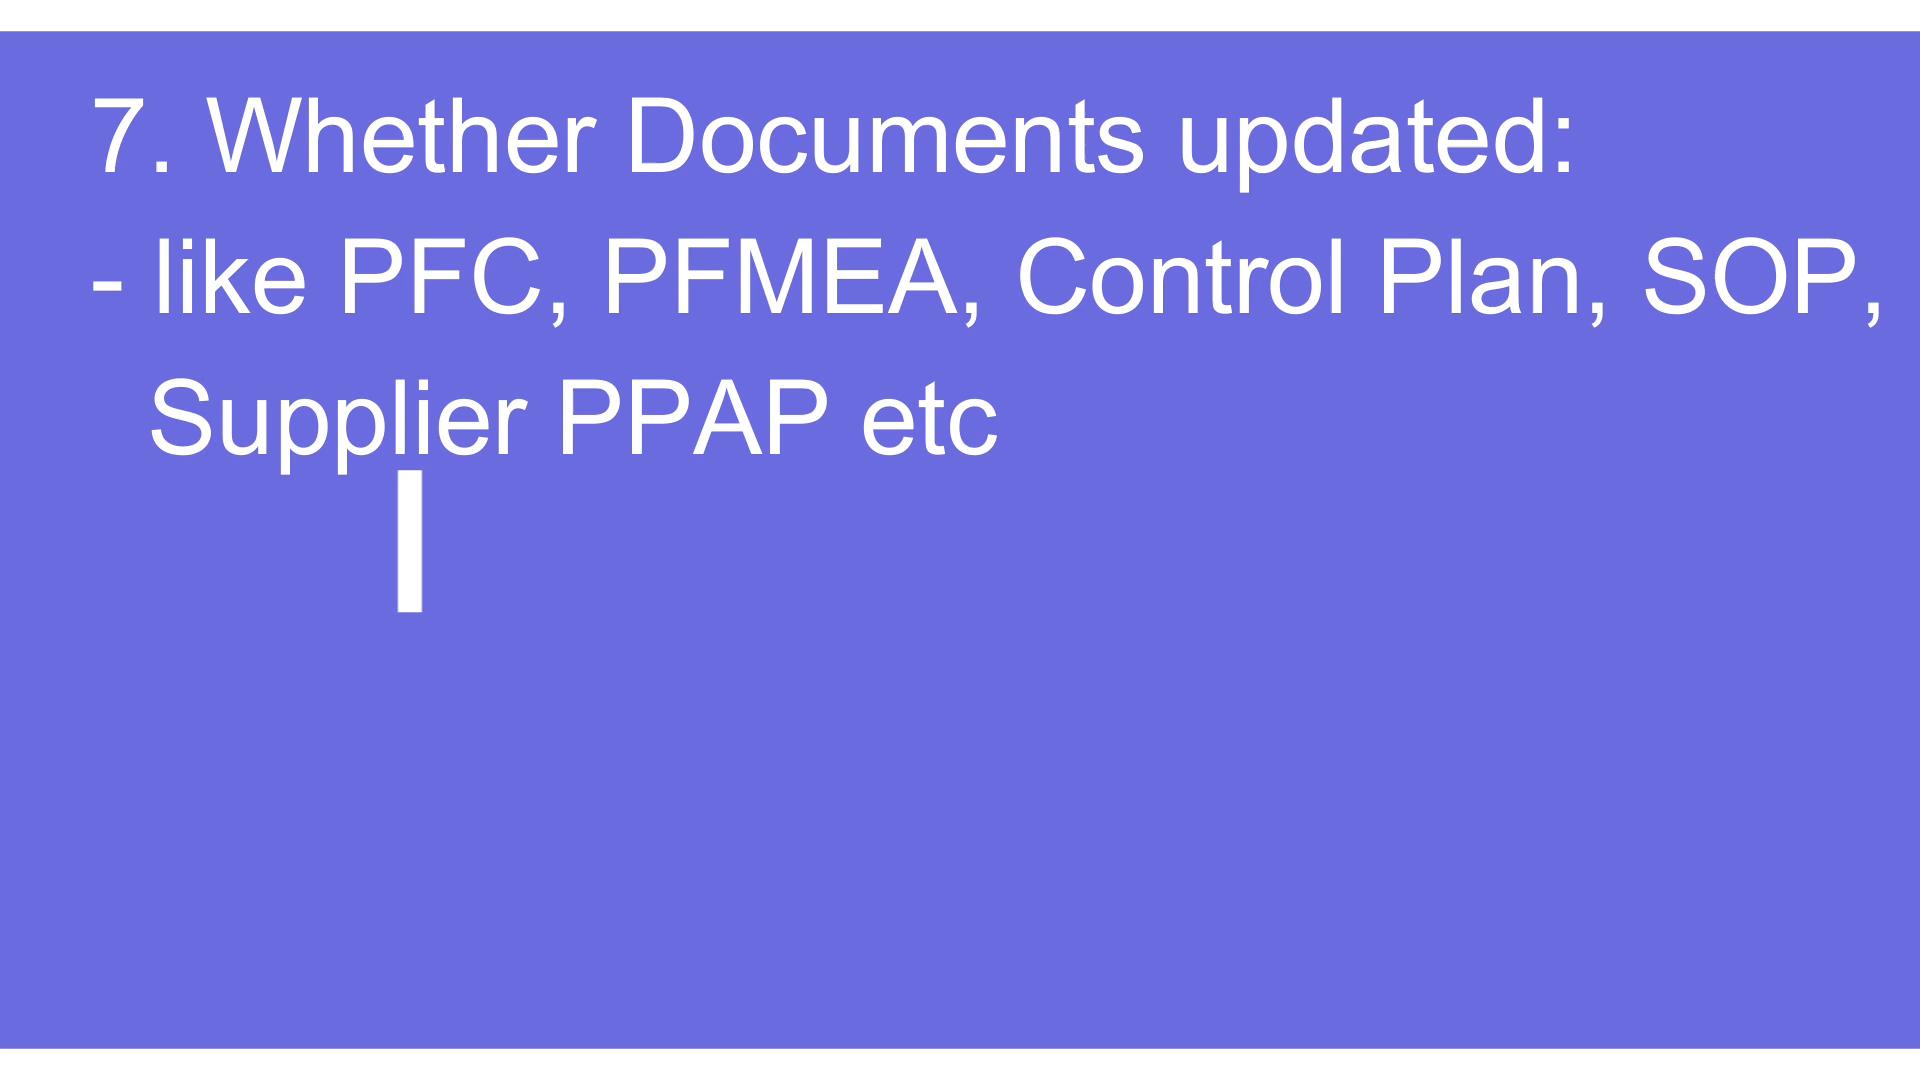 7. Whether Documents updated:
- like PFC, PFMEA, Control Plan, SOP,
Supplier PPAP etc